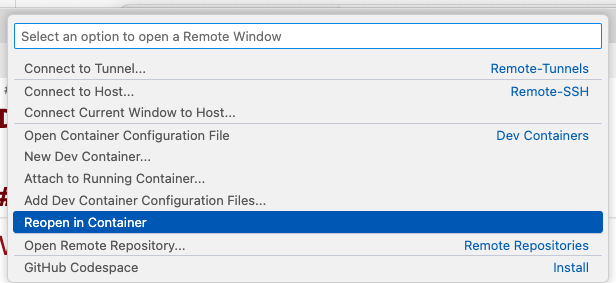 Select an option to open a Remote Window
Connect to Tunnel... Remote-Tunnels
Connect to Host... Remote-SSH
Connect Current Window to Host...
Open Container Configuration File Dev Containers
New Dev Container...
Attach to Running Container...
Add Dev Container Configuration Files...
Reopen in Container
Open Remote Repository... Remote Repositories
GitHub Codespace Install